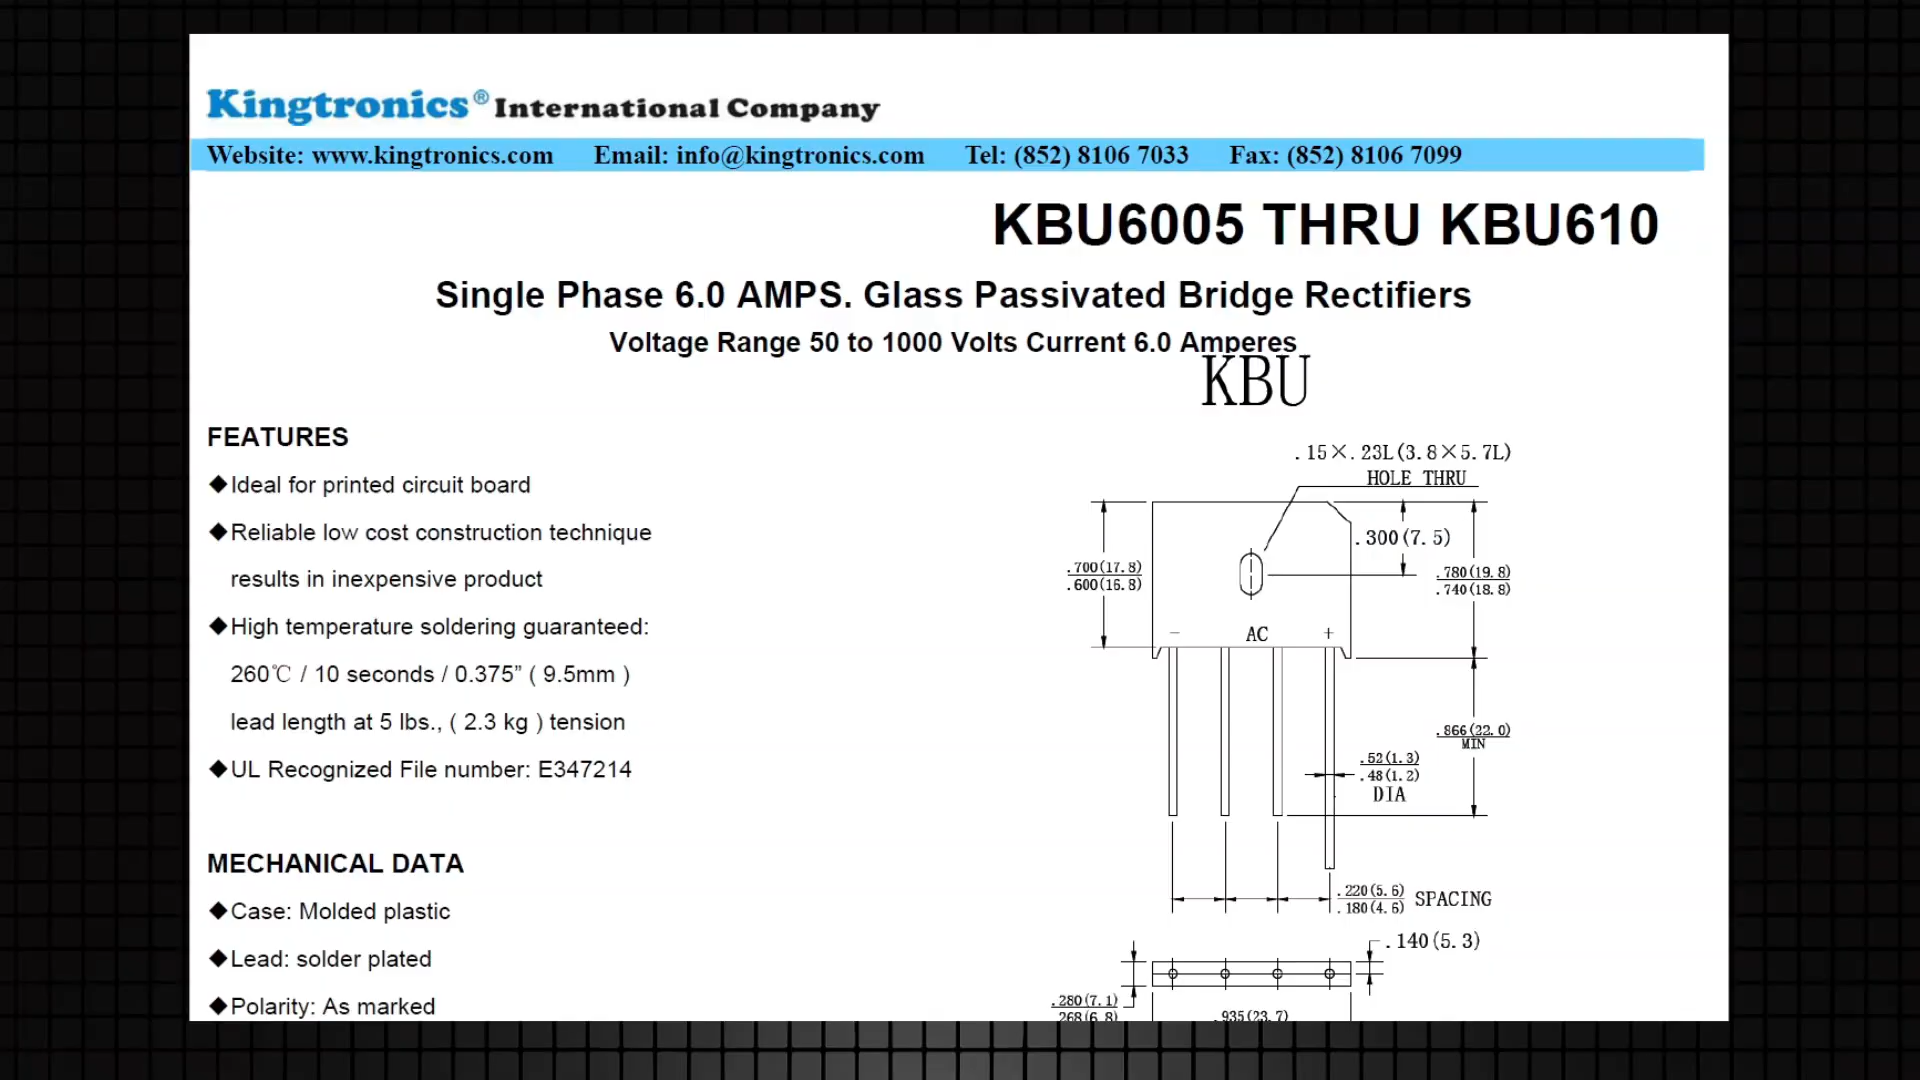 Kingtronics® International Company
Website: www.kingtronics.com Email: info@kingtronics.com Tel: (852) 8106 7033 Fax: (852) 8106 7099
KBU6005 THRU KBU610
Single Phase 6.0 AMPS. Glass Passivated Bridge Rectifiers
Voltage Range 50 to 1000 Volts Current 6.0 Amperes
KBU
FEATURES
◆Ideal for printed circuit board
◆Reliable low cost construction technique
results in inexpensive product
◆High temperature soldering guaranteed:
260℃ / 10 seconds / 0.375” ( 9.5mm )
lead length at 5 lbs., ( 2.3 kg ) tension
◆UL Recognized File number: E347214
MECHANICAL DATA
◆Case: Molded plastic
◆Lead: solder plated
◆Polarity: As marked
.15×.23L(3.8×5.7L)
HOLE THRU
.300(7.5)
.700(17.8)
.600(16.8)
.780(19.8)
.740(18.8)
− AC +
.866(22.0)
MIN
.52(1.3)
.48(1.2)
DIA
.220(5.6)
.180(4.6)
SPACING
.140(5.3)
.280(7.1)
.268(6.8)
.935(23.7)